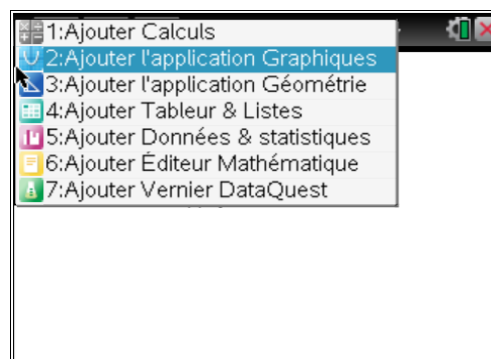 1:Ajouter Calculs
2:Ajouter l'application Graphiques
3:Ajouter l'application Géométrie
4:Ajouter Tableur & Listes
5:Ajouter Données & statistiques
6:Ajouter Éditeur Mathématique
7:Ajouter Vernier DataQuest